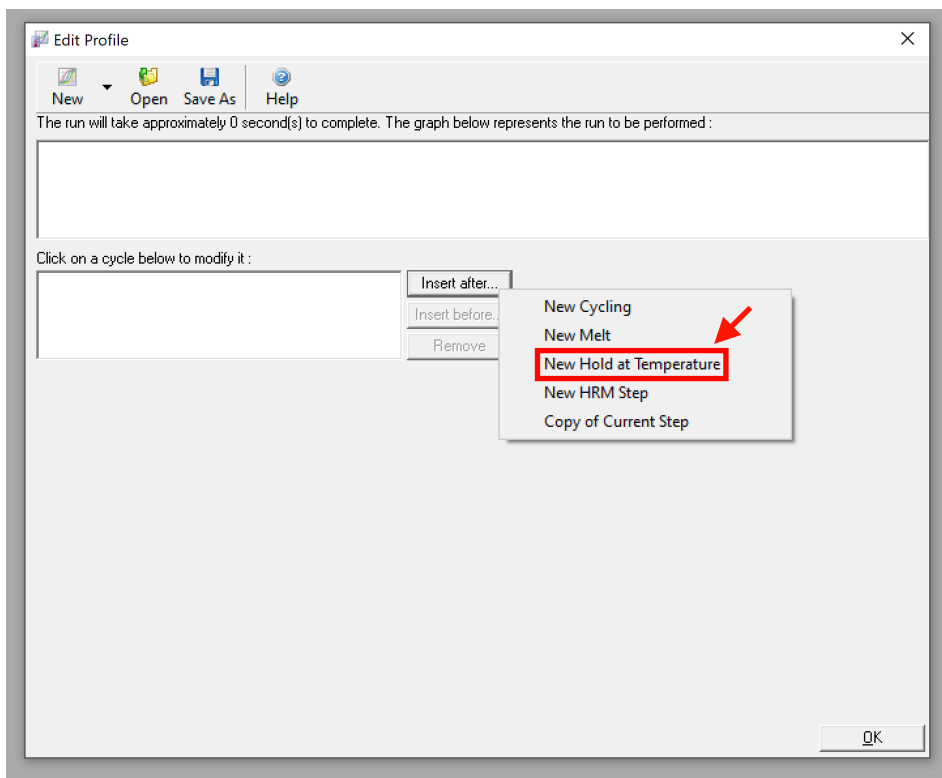 Edit Profile
New Open Save As Help
The run will take approximately 0 second(s) to complete. The graph below represents the run to be performed :
Click on a cycle below to modify it :
Insert after...
Insert before..
Remove
New Cycling
New Melt
New Hold at Temperature
New HRM Step
Copy of Current Step
OK